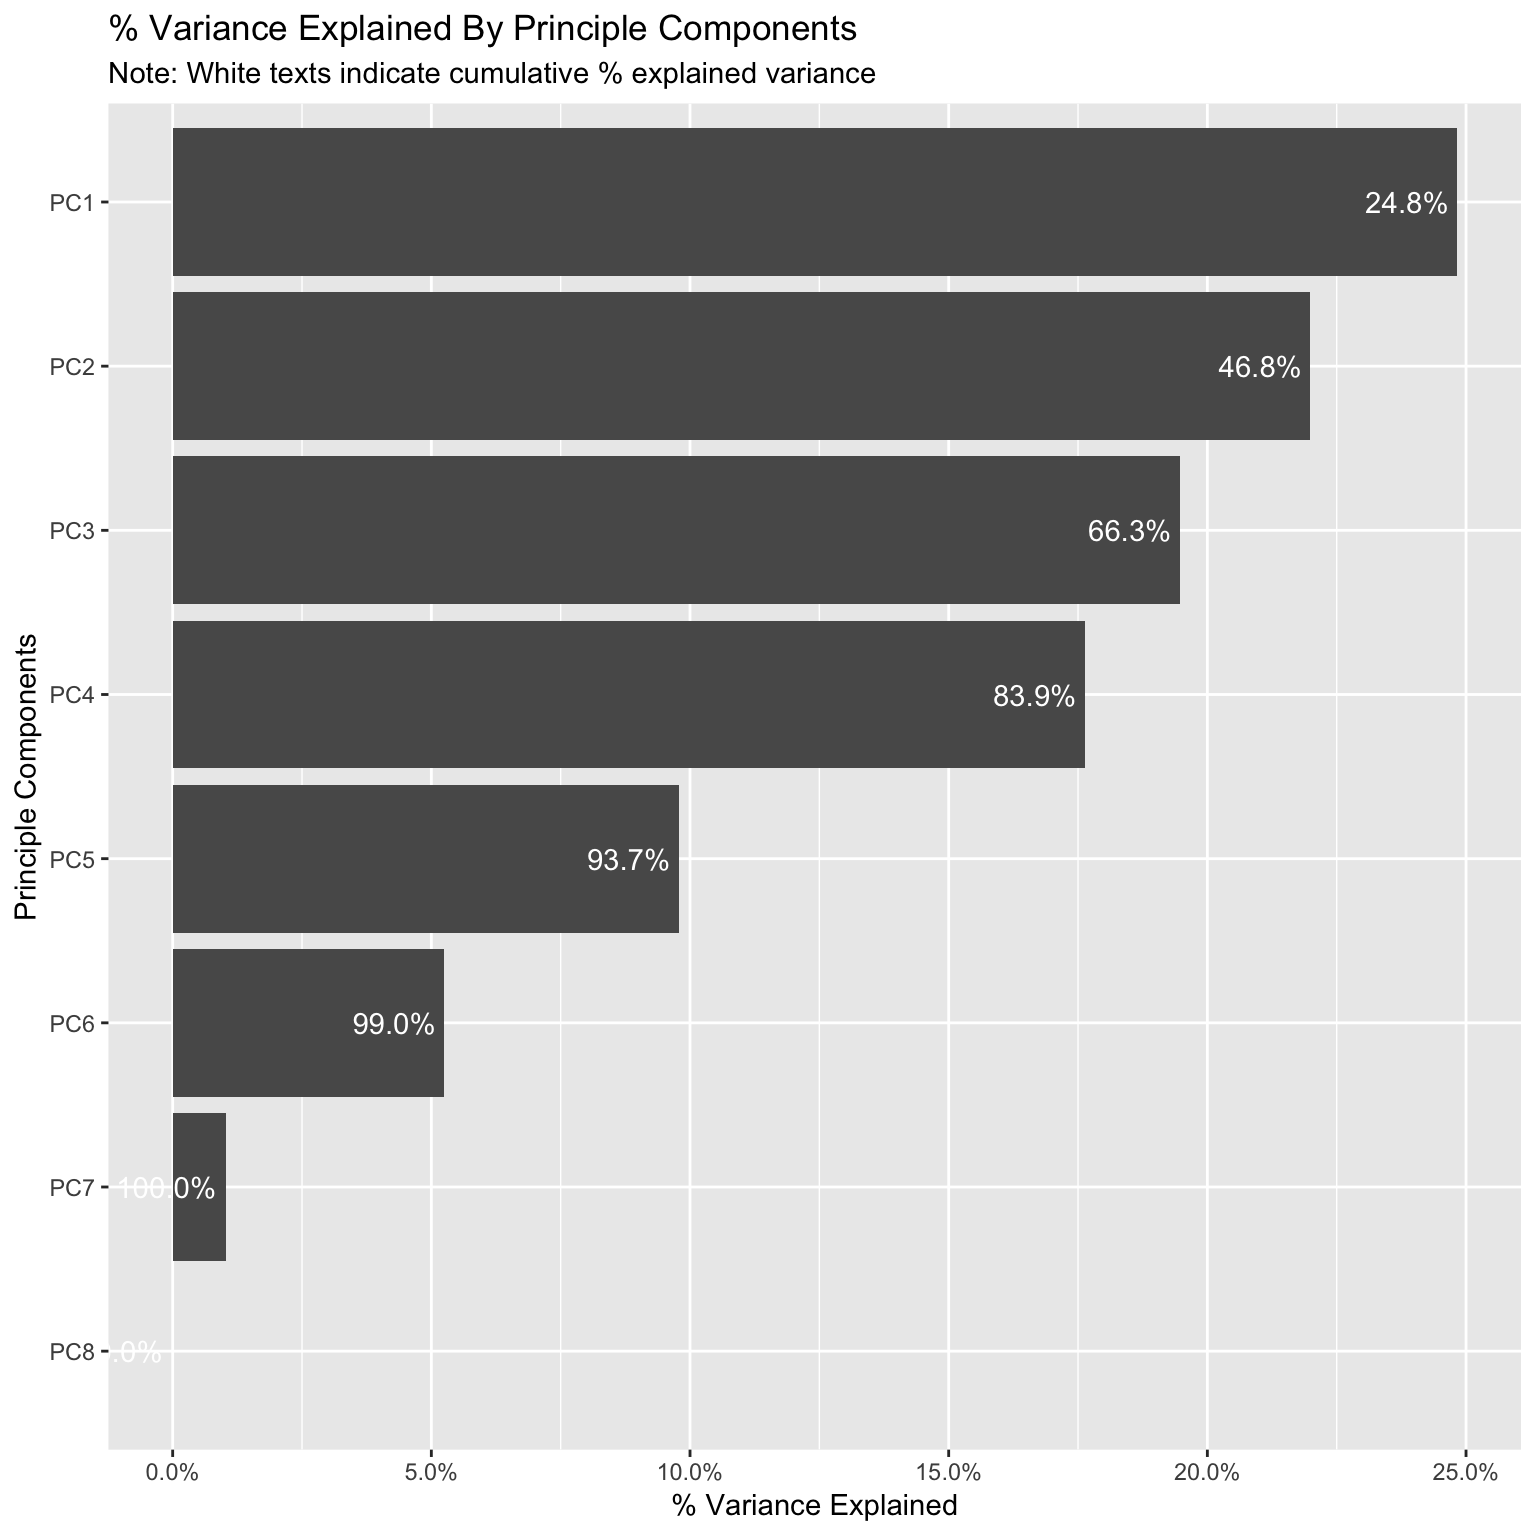 % Variance Explained By Principle Components
Note: White texts indicate cumulative % explained variance
PC1
24.8%
PC2
46.8%
PC3
66.3%
PC4
83.9%
PC5
93.7%
PC6
99.0%
PC7
100.0%
PC8
.0%
Principle Components
0.0% 5.0% 10.0% 15.0% 20.0% 25.0%
% Variance Explained